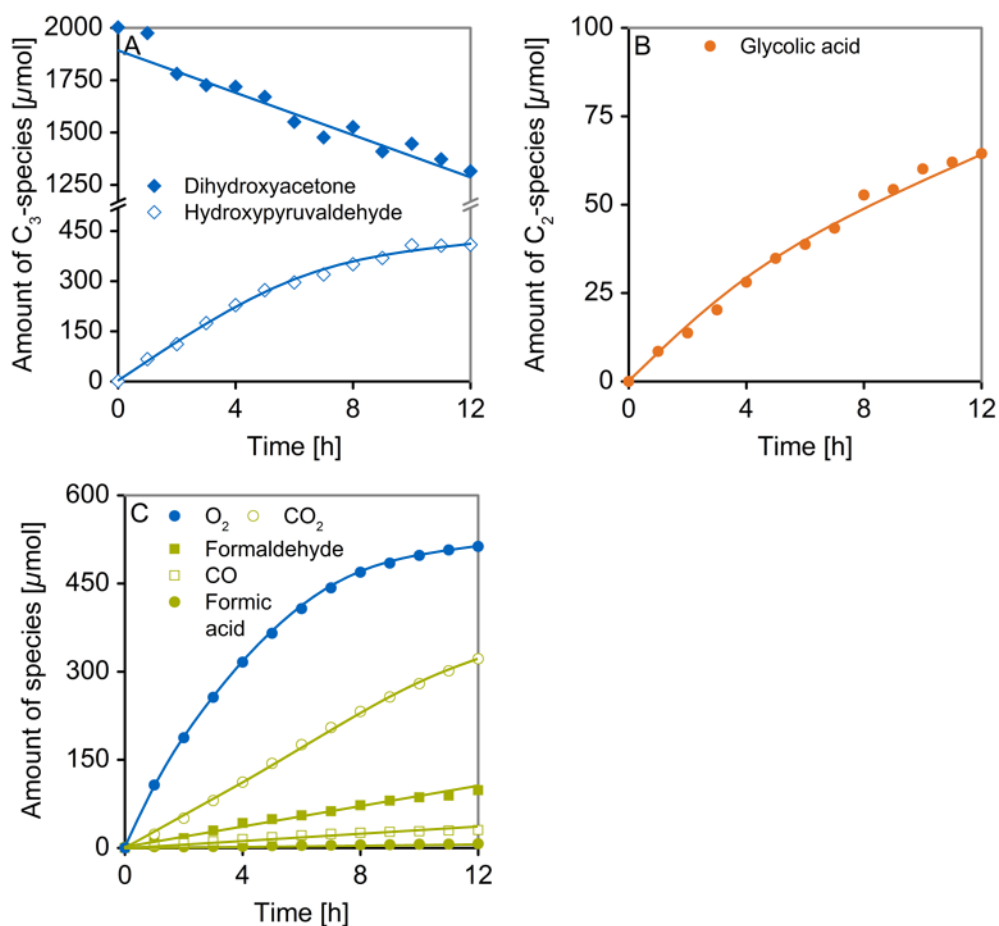 A
Amount of C₃-species [µmol]
2000
1750
1500
1250
450
300
150
0
Dihydroxyacetone
Hydroxypyruvaldehyde
0 4 8 12
Time [h]
B
Glycolic acid
Amount of C₂-species [µmol]
100
75
50
25
0
0 4 8 12
Time [h]
C
O₂ CO₂
Formaldehyde
CO
Formic
acid
Amount of species [µmol]
600
450
300
150
0
0 4 8 12
Time [h]